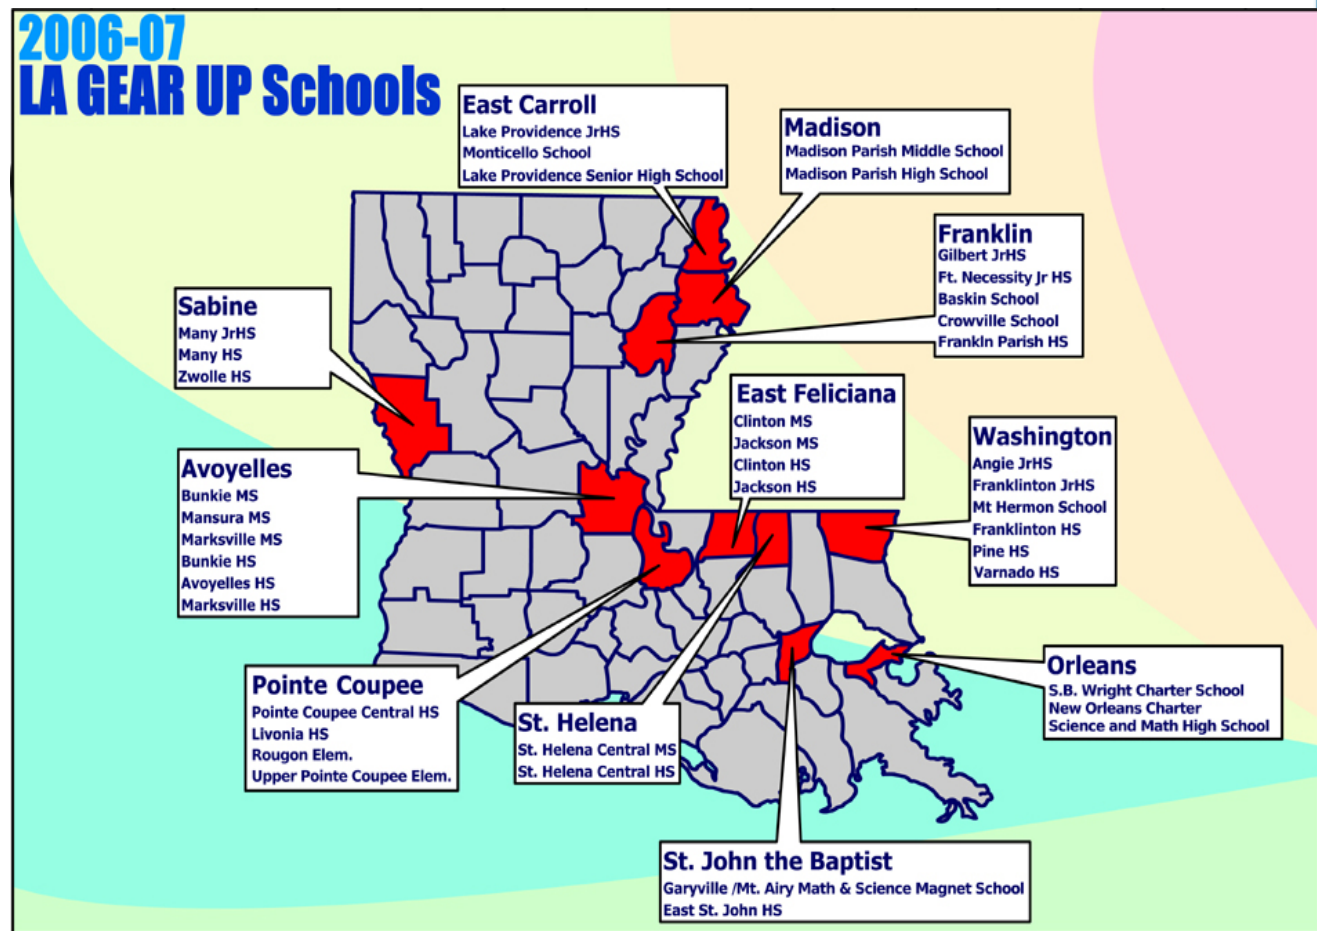 2006-07
LA GEAR UP Schools
East Carroll
Lake Providence JrHS
Monticello School
Lake Providence Senior High School
Madison
Madison Parish Middle School
Madison Parish High School
Franklin
Gilbert JrHS
Ft. Necessity Jr HS
Baskin School
Crowville School
Frankln Parish HS
Sabine
Many JrHS
Many HS
Zwolle HS
East Feliciana
Clinton MS
Jackson MS
Clinton HS
Jackson HS
Washington
Angie JrHS
Franklinton JrHS
Mt Hermon School
Franklinton HS
Pine HS
Varnado HS
Avoyelles
Bunkie MS
Mansura MS
Marksville MS
Bunkie HS
Avoyelles HS
Marksville HS
Orleans
S.B. Wright Charter School
New Orleans Charter
Science and Math High School
Pointe Coupee
Pointe Coupee Central HS
Livonia HS
Rougon Elem.
Upper Pointe Coupee Elem.
St. Helena
St. Helena Central MS
St. Helena Central HS
St. John the Baptist
Garyville /Mt. Airy Math & Science Magnet School
East St. John HS